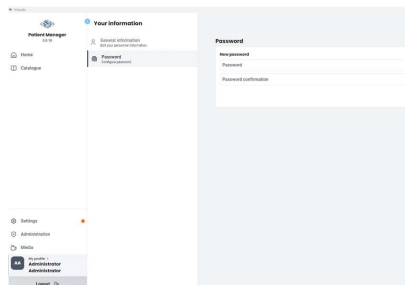 Patient Manager
Home
Catalogue
Settings
Administration
Media
My profile
AA
Administrator
Administrator
Logout
Your information
General information
Edit your personal information
Password
Configure password
Password
New password
Password
Password confirmation